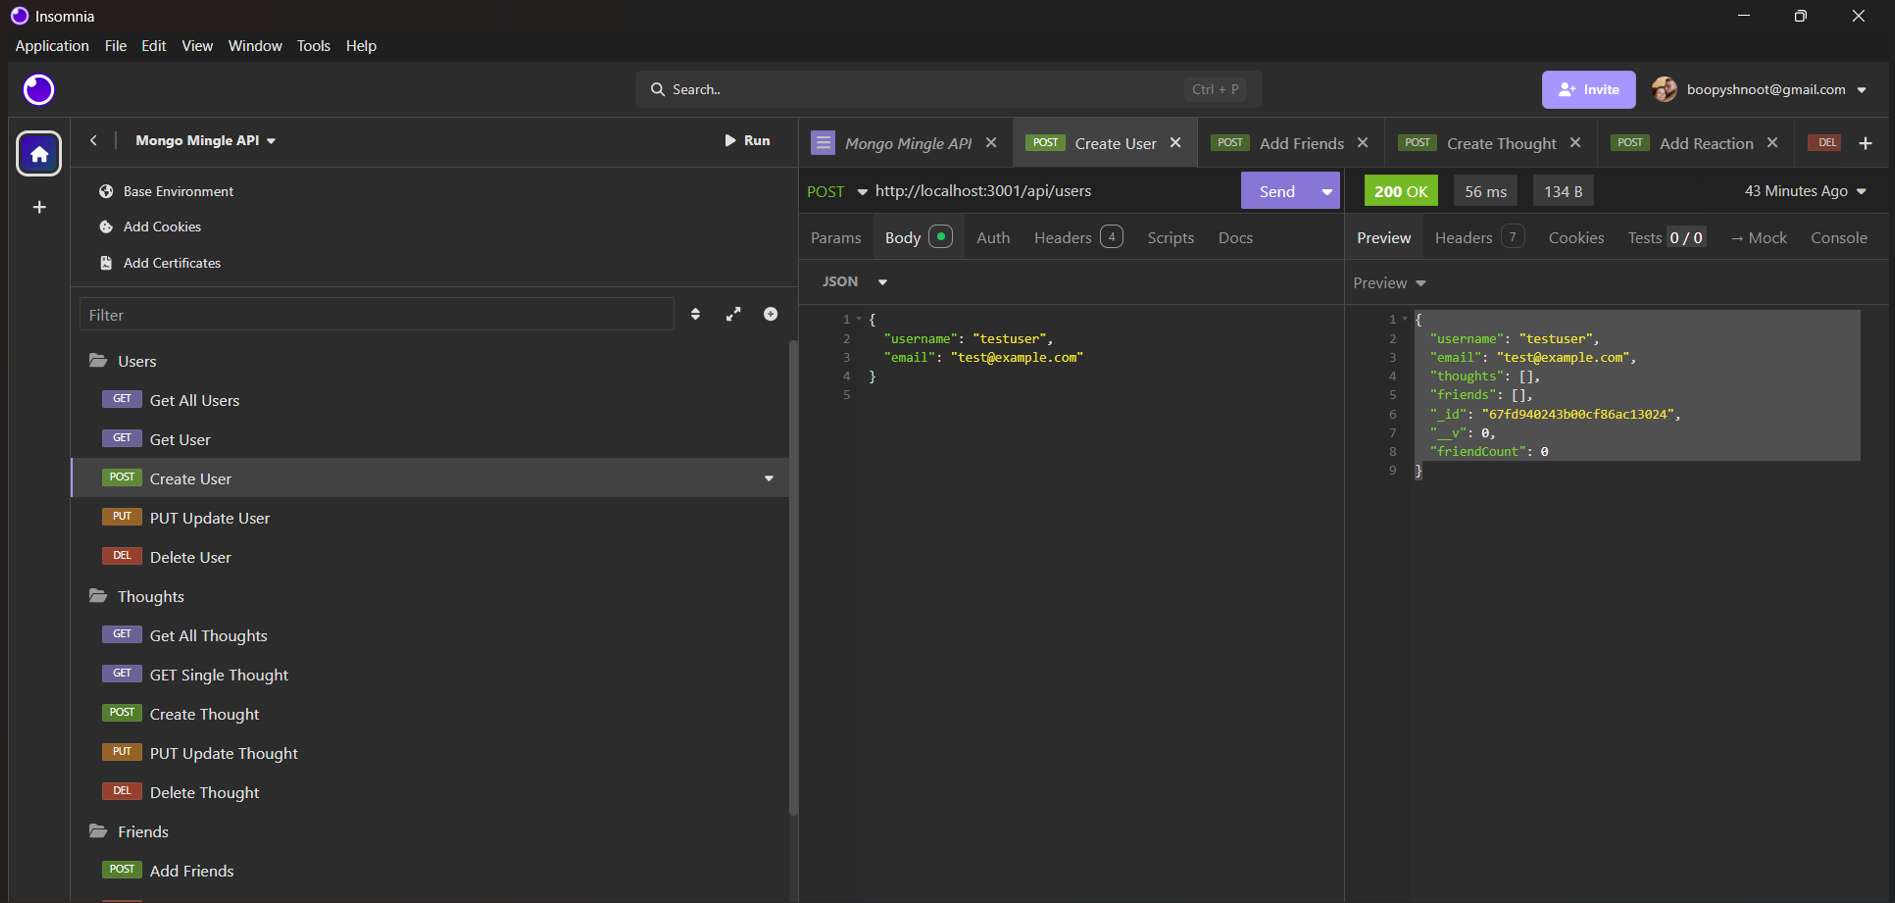 Insomnia
Application File Edit View Window Tools Help
Search.. Ctrl + P
Invite
boopyshnoot@gmail.com
Mongo Mingle API
Run
Base Environment
Add Cookies
Add Certificates
Filter
Users
GET Get All Users
GET Get User
POST Create User
PUT PUT Update User
DEL Delete User
Thoughts
GET Get All Thoughts
GET GET Single Thought
POST Create Thought
PUT PUT Update Thought
DEL Delete Thought
Friends
POST Add Friends
Mongo Mingle API POST Create User POST Add Friends POST Create Thought POST Add Reaction DEL
POST http://localhost:3001/api/users Send
Params Body Auth Headers 4 Scripts Docs
JSON
1 {
2 "username": "testuser",
3 "email": "test@example.com"
4 }
5
200 OK 56 ms 134 B 43 Minutes Ago
Preview Headers 7 Cookies Tests 0 / 0 → Mock Console
Preview
1 {
2 "username": "testuser",
3 "email": "test@example.com",
4 "thoughts": [],
5 "friends": [],
6 "_id": "67fd940243b00cf86ac13024",
7 "__v": 0,
8 "friendCount": 0
9 }